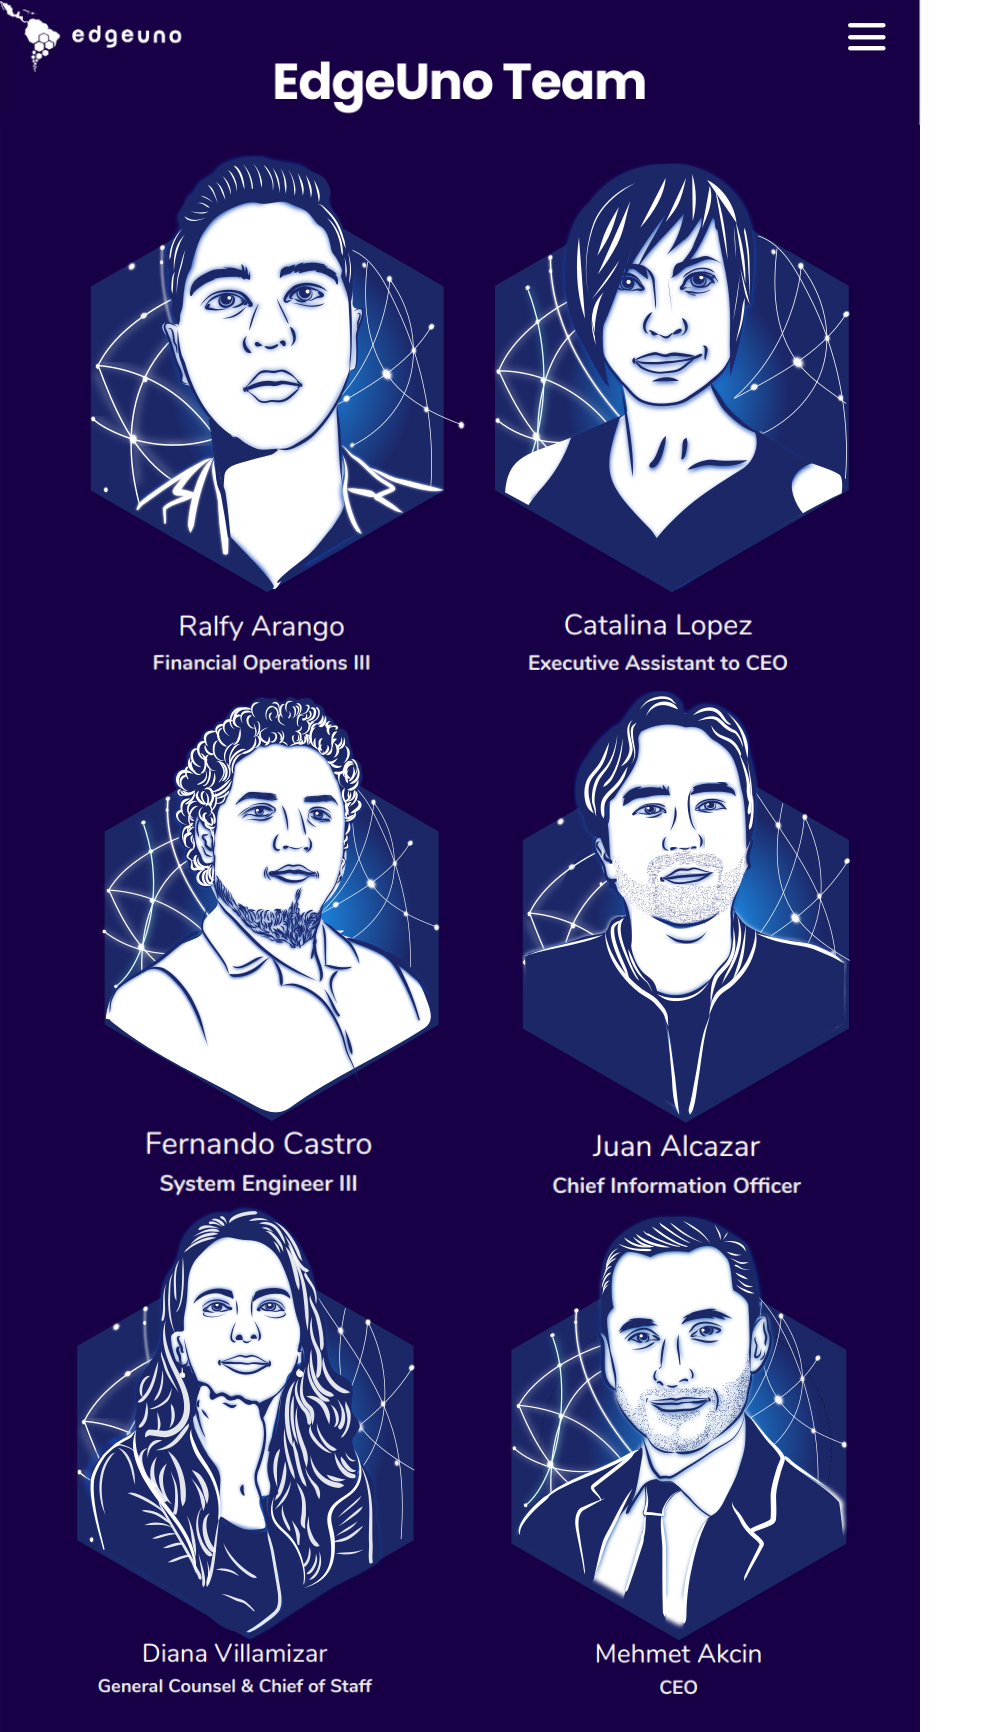 edgeuno
EdgeUno Team
Ralfy Arango
Financial Operations III
Catalina Lopez
Executive Assistant to CEO
Fernando Castro
System Engineer III
Juan Alcazar
Chief Information Officer
Diana Villamizar
General Counsel & Chief of Staff
Mehmet Akcin
CEO